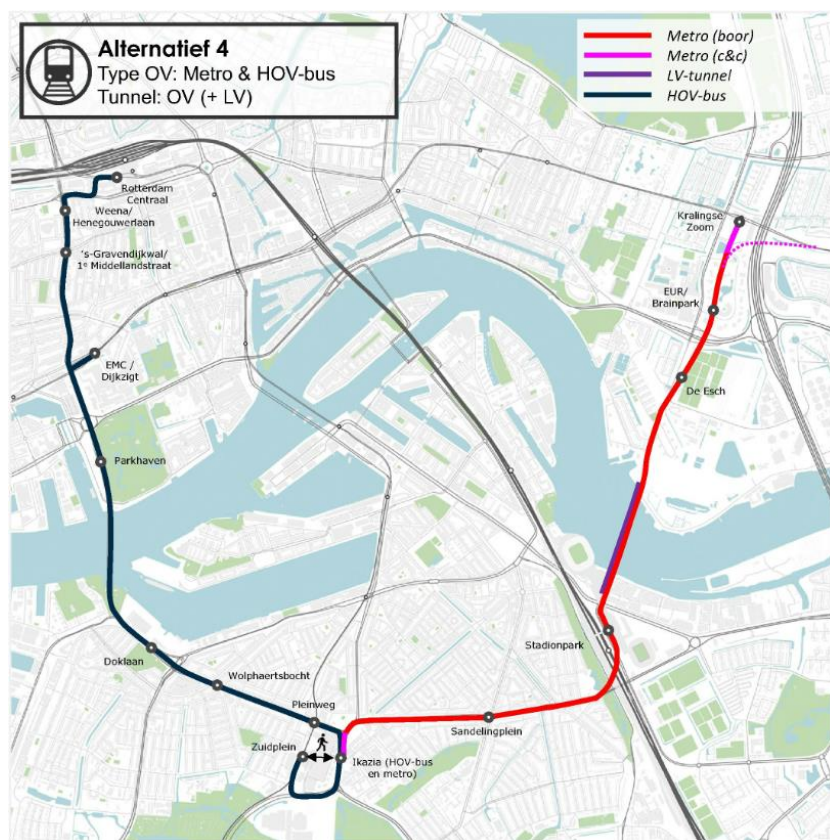 Alternatief 4
Type OV: Metro & HOV-bus
Tunnel: OV (+ LV)
Metro (boor)
Metro (c&c)
LV-tunnel
HOV-bus
Rotterdam
Centraal
Weena/
Henegouwerlaan
's-Gravendijkwal/
1e Middellandstraat
EMC /
Dijkzigt
Parkhaven
Kralingse
Zoom
EUR/
Brainpark
De Esch
Stadionpark
Doklaan
Wolphaertsbocht
Pleinweg
Zuidplein
Ikazia (HOV-bus
en metro)
Sandelingplein